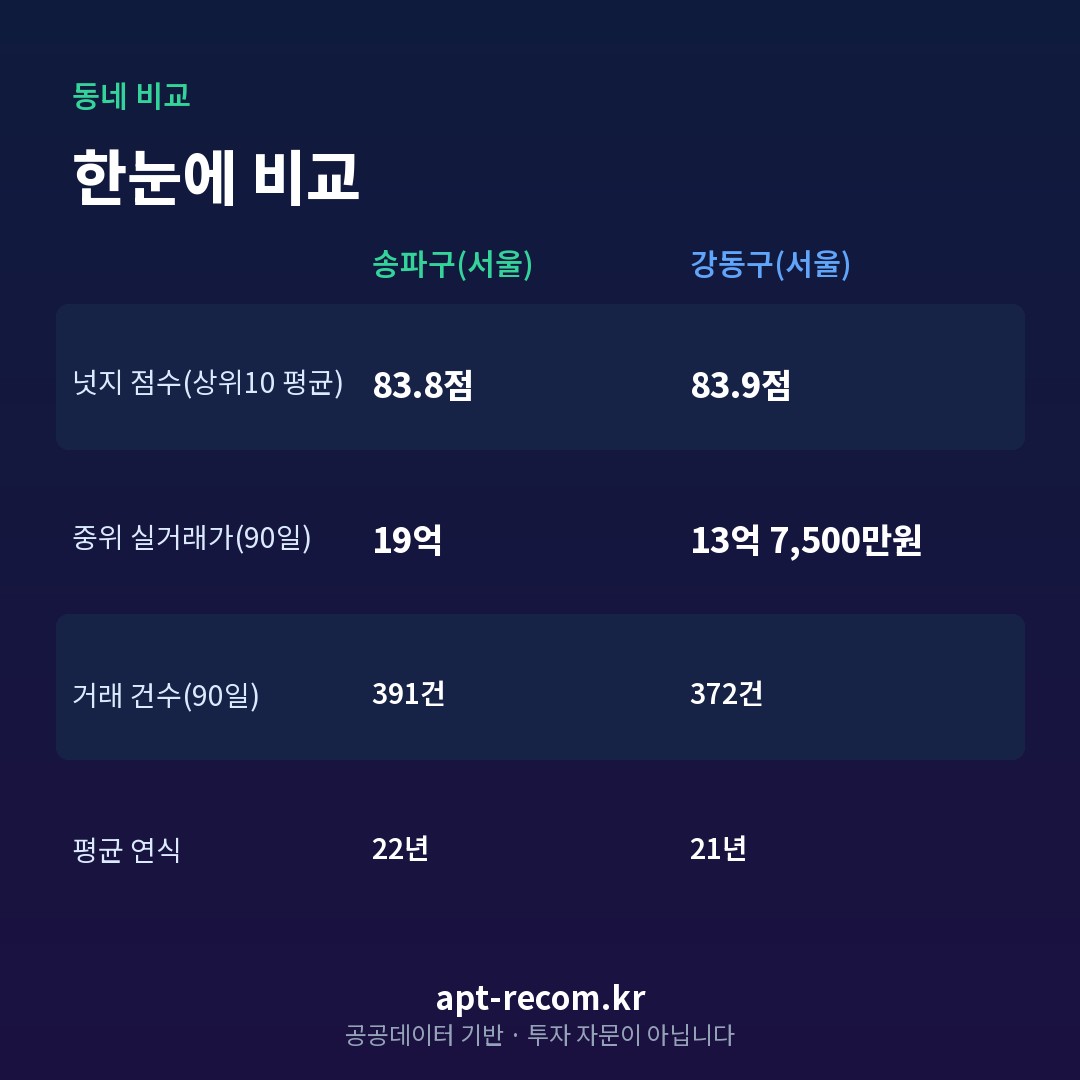 동네 비교
한눈에 비교
송파구(서울) 강동구(서울)
넛지 점수(상위10 평균) 83.8점 83.9점
중위 실거래가(90일) 19억 13억 7,500만원
거래 건수(90일) 391건 372건
평균 연식 22년 21년
apt-recom.kr
공공데이터 기반 · 투자 자문이 아닙니다